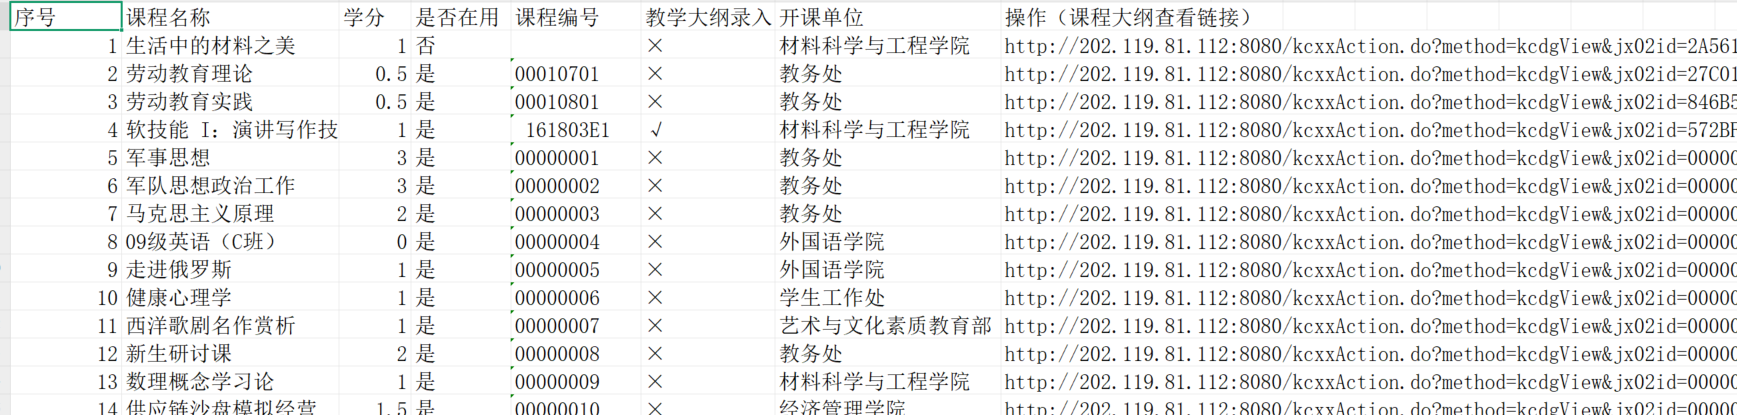 序号 课程名称 学分 是否在用 课程编号 教学大纲录入 开课单位 操作（课程大纲查看链接）
1 生活中的材料之美 1 否 × 材料科学与工程学院 http://202.119.81.112:8080/kcxxAction.do?method=kcdgView&jx02id=2A561
2 劳动教育理论 0.5 是 00010701 × 教务处 http://202.119.81.112:8080/kcxxAction.do?method=kcdgView&jx02id=27C01
3 劳动教育实践 0.5 是 00010801 × 教务处 http://202.119.81.112:8080/kcxxAction.do?method=kcdgView&jx02id=846B5
4 软技能 I：演讲写作技 1 是 161803E1 √ 材料科学与工程学院 http://202.119.81.112:8080/kcxxAction.do?method=kcdgView&jx02id=572BF
5 军事思想 3 是 00000001 × 教务处 http://202.119.81.112:8080/kcxxAction.do?method=kcdgView&jx02id=00000
6 军队思想政治工作 3 是 00000002 × 教务处 http://202.119.81.112:8080/kcxxAction.do?method=kcdgView&jx02id=00000
7 马克思主义原理 2 是 00000003 × 教务处 http://202.119.81.112:8080/kcxxAction.do?method=kcdgView&jx02id=00000
8 09级英语（C班） 0 是 00000004 × 外国语学院 http://202.119.81.112:8080/kcxxAction.do?method=kcdgView&jx02id=00000
9 走进俄罗斯 1 是 00000005 × 外国语学院 http://202.119.81.112:8080/kcxxAction.do?method=kcdgView&jx02id=00000
10 健康心理学 1 是 00000006 × 学生工作处 http://202.119.81.112:8080/kcxxAction.do?method=kcdgView&jx02id=00000
11 西洋歌剧名作赏析 1 是 00000007 × 艺术与文化素质教育部 http://202.119.81.112:8080/kcxxAction.do?method=kcdgView&jx02id=00000
12 新生研讨课 2 是 00000008 × 教务处 http://202.119.81.112:8080/kcxxAction.do?method=kcdgView&jx02id=00000
13 数理概念学习论 1 是 00000009 × 材料科学与工程学院 http://202.119.81.112:8080/kcxxAction.do?method=kcdgView&jx02id=00000
14 供应链沙盘模拟经营 1.5 是 00000010 × 经济管理学院 http://202.119.81.112:8080/kcxxAction.do?method=kcdgView&jx02id=00000